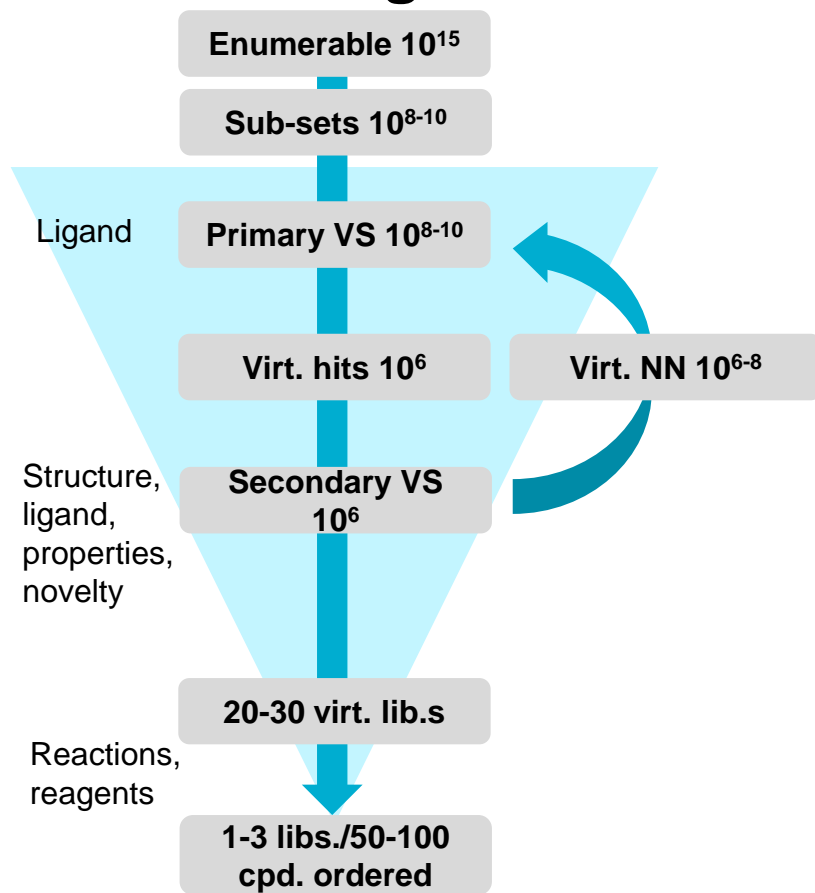 Enumerable 10¹⁵
Sub-sets 10⁸⁻¹⁰
Ligand
Primary VS 10⁸⁻¹⁰
Virt. hits 10⁶
Virt. NN 10⁶⁻⁸
Structure,
ligand,
properties,
novelty
Secondary VS
10⁶
20-30 virt. lib.s
Reactions,
reagents
1-3 libs./50-100
cpd. ordered